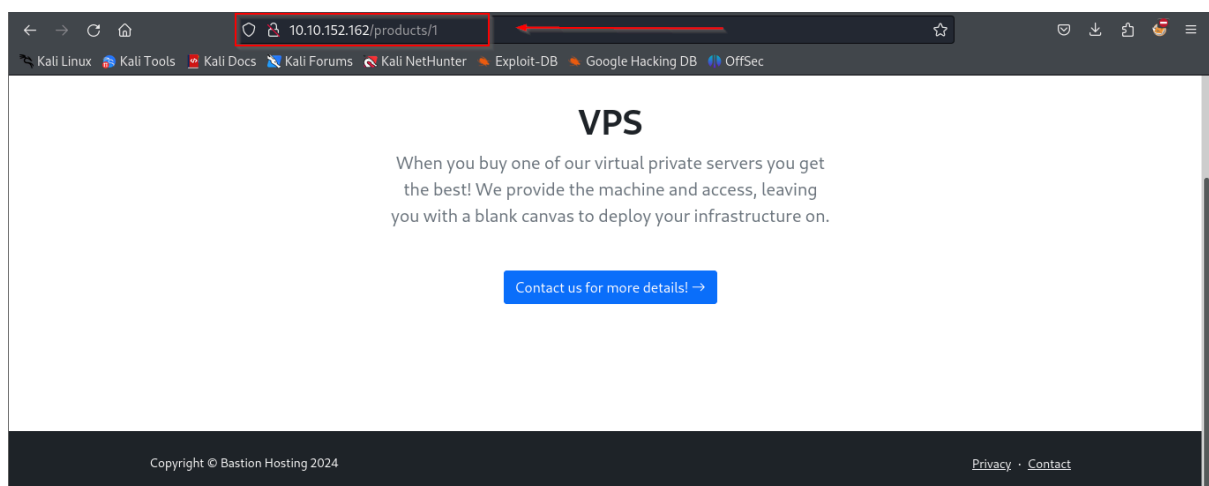 10.10.152.162/products/1
Kali Linux Kali Tools Kali Docs Kali Forums Kali NetHunter Exploit-DB Google Hacking DB OffSec
VPS
When you buy one of our virtual private servers you get
the best! We provide the machine and access, leaving
you with a blank canvas to deploy your infrastructure on.
Contact us for more details! →
Copyright © Bastion Hosting 2024 Privacy · Contact